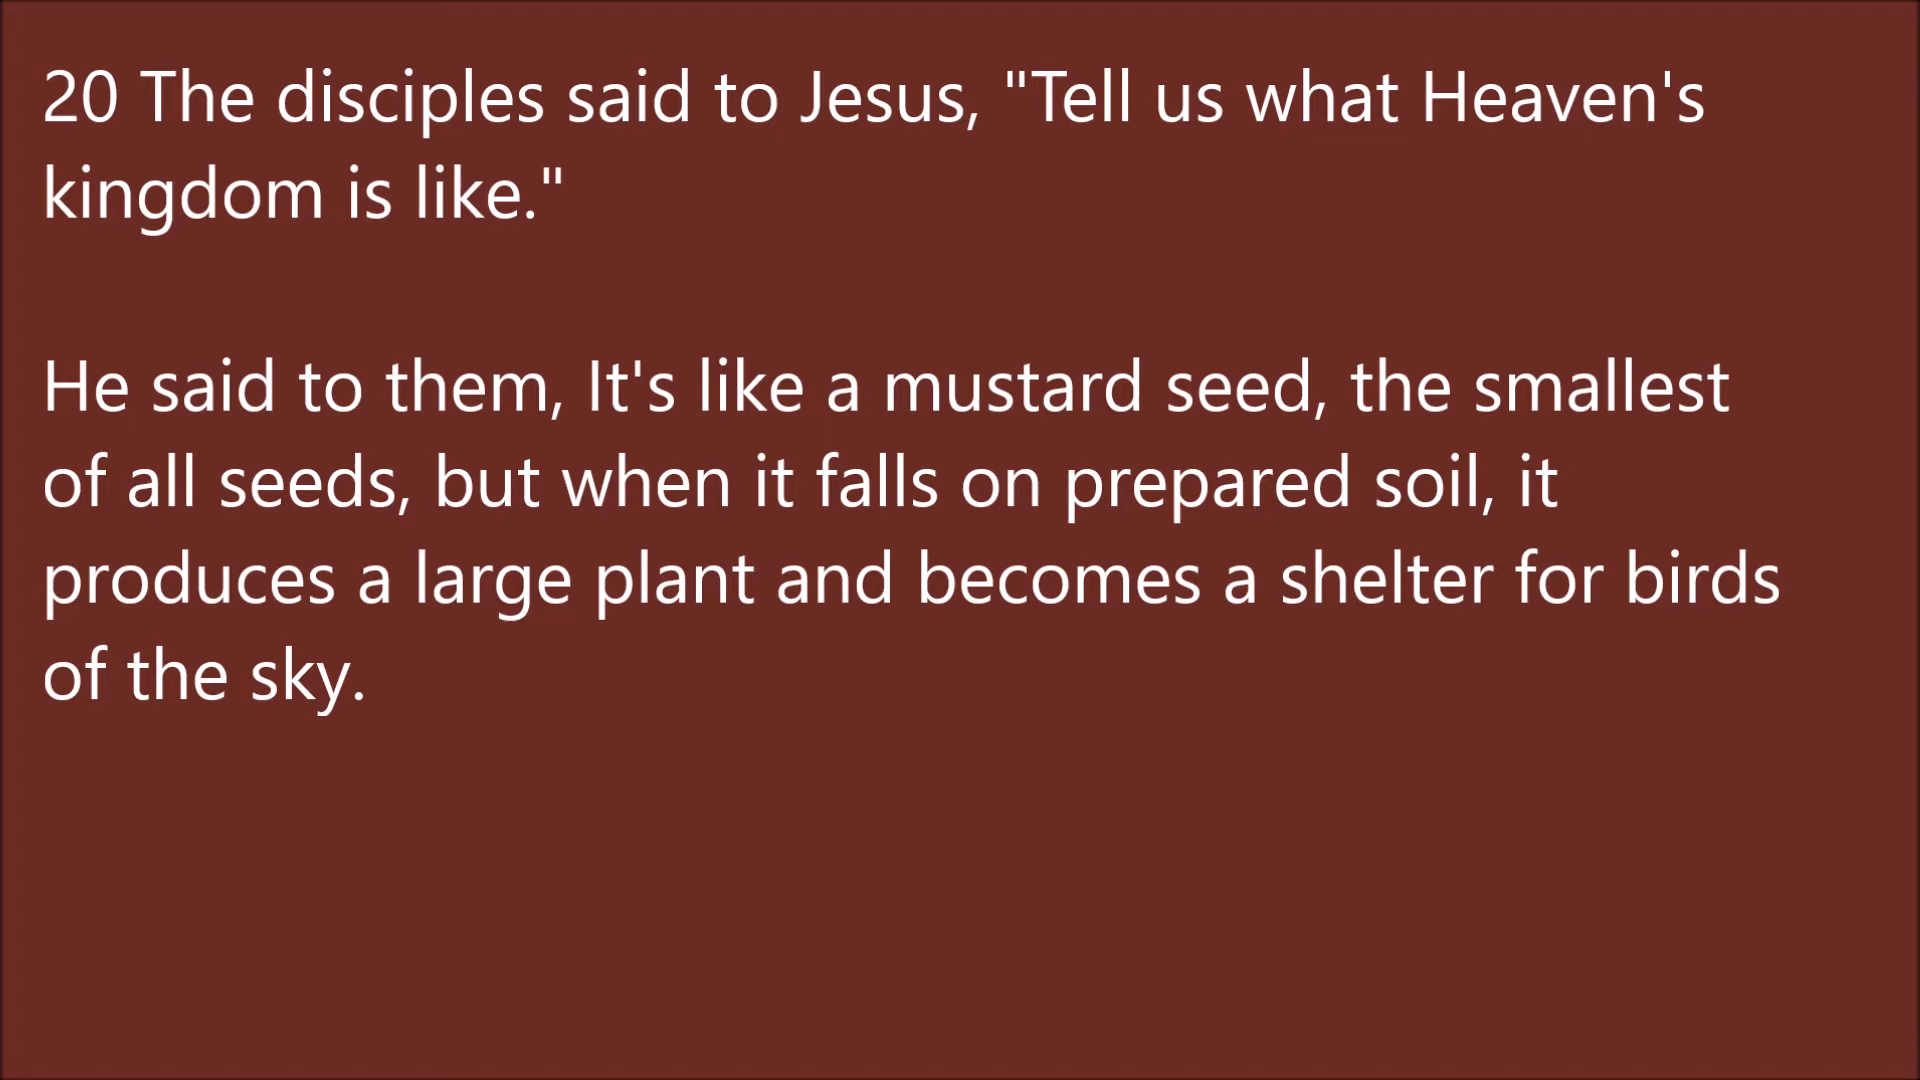 20 The disciples said to Jesus, "Tell us what Heaven's
kingdom is like."
He said to them, It's like a mustard seed, the smallest
of all seeds, but when it falls on prepared soil, it
produces a large plant and becomes a shelter for birds
of the sky.